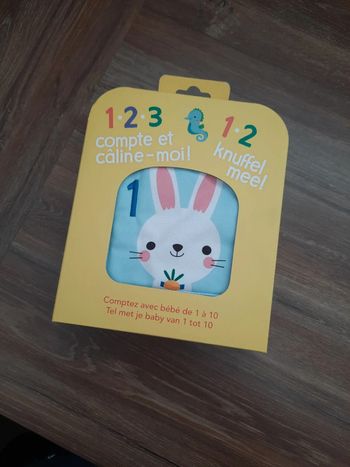 1·2·3
compte et
câline-moi!
1·2
knuffel
mee!
1
Comptez avec bébé de 1 à 10
Tel met je baby van 1 tot 10